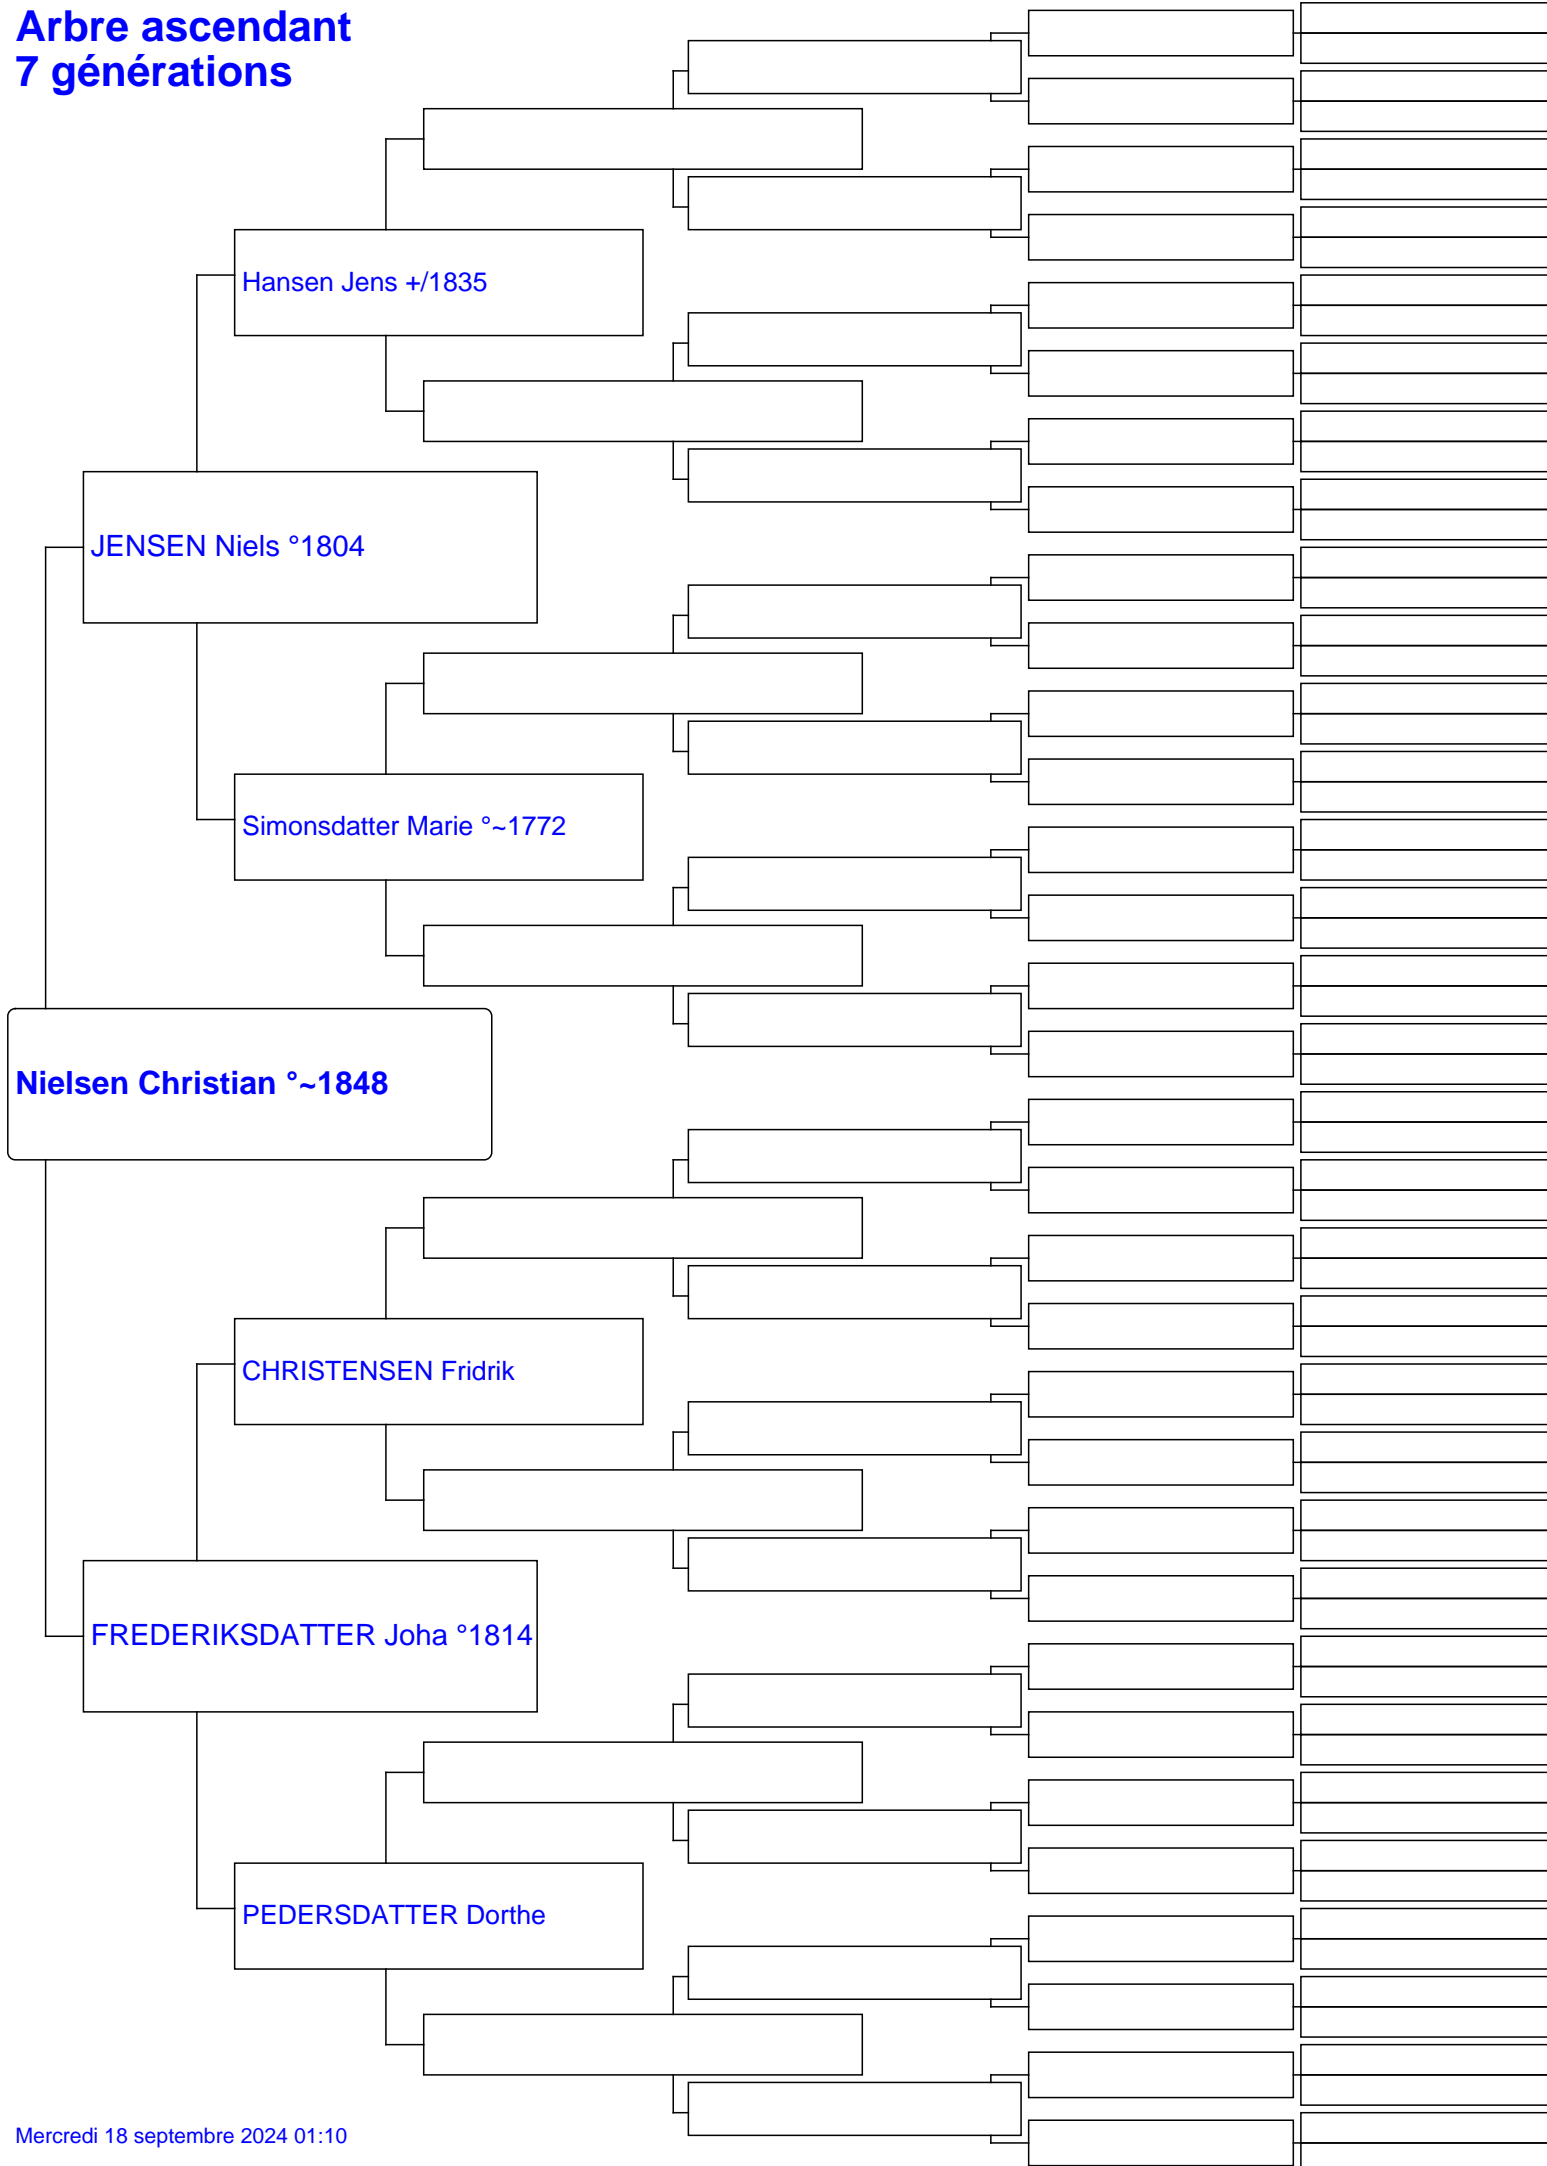 Arbre ascendant
7 générations
Hansen Jens +/1835
JENSEN Niels °1804
Simonsdatter Marie °~1772
Nielsen Christian °~1848
CHRISTENSEN Fridrik
FREDERIKSDATTER Joha °1814
PEDERSDATTER Dorthe
Mercredi 18 septembre 2024 01:10